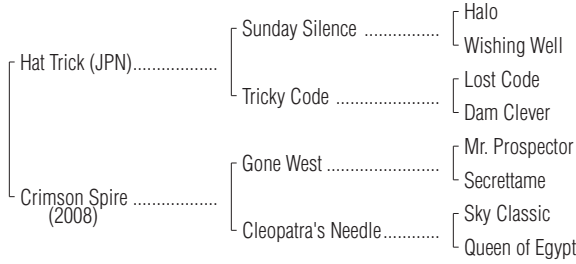 Halo
Sunday Silence ................
Wishing Well
Hat Trick (JPN)..................
Lost Code
Tricky Code ......................
Dam Clever
Mr. Prospector
Gone West ........................
Secrettame
Crimson Spire ..................
(2008)
Sky Classic
Cleopatra's Needle............
Queen of Egypt